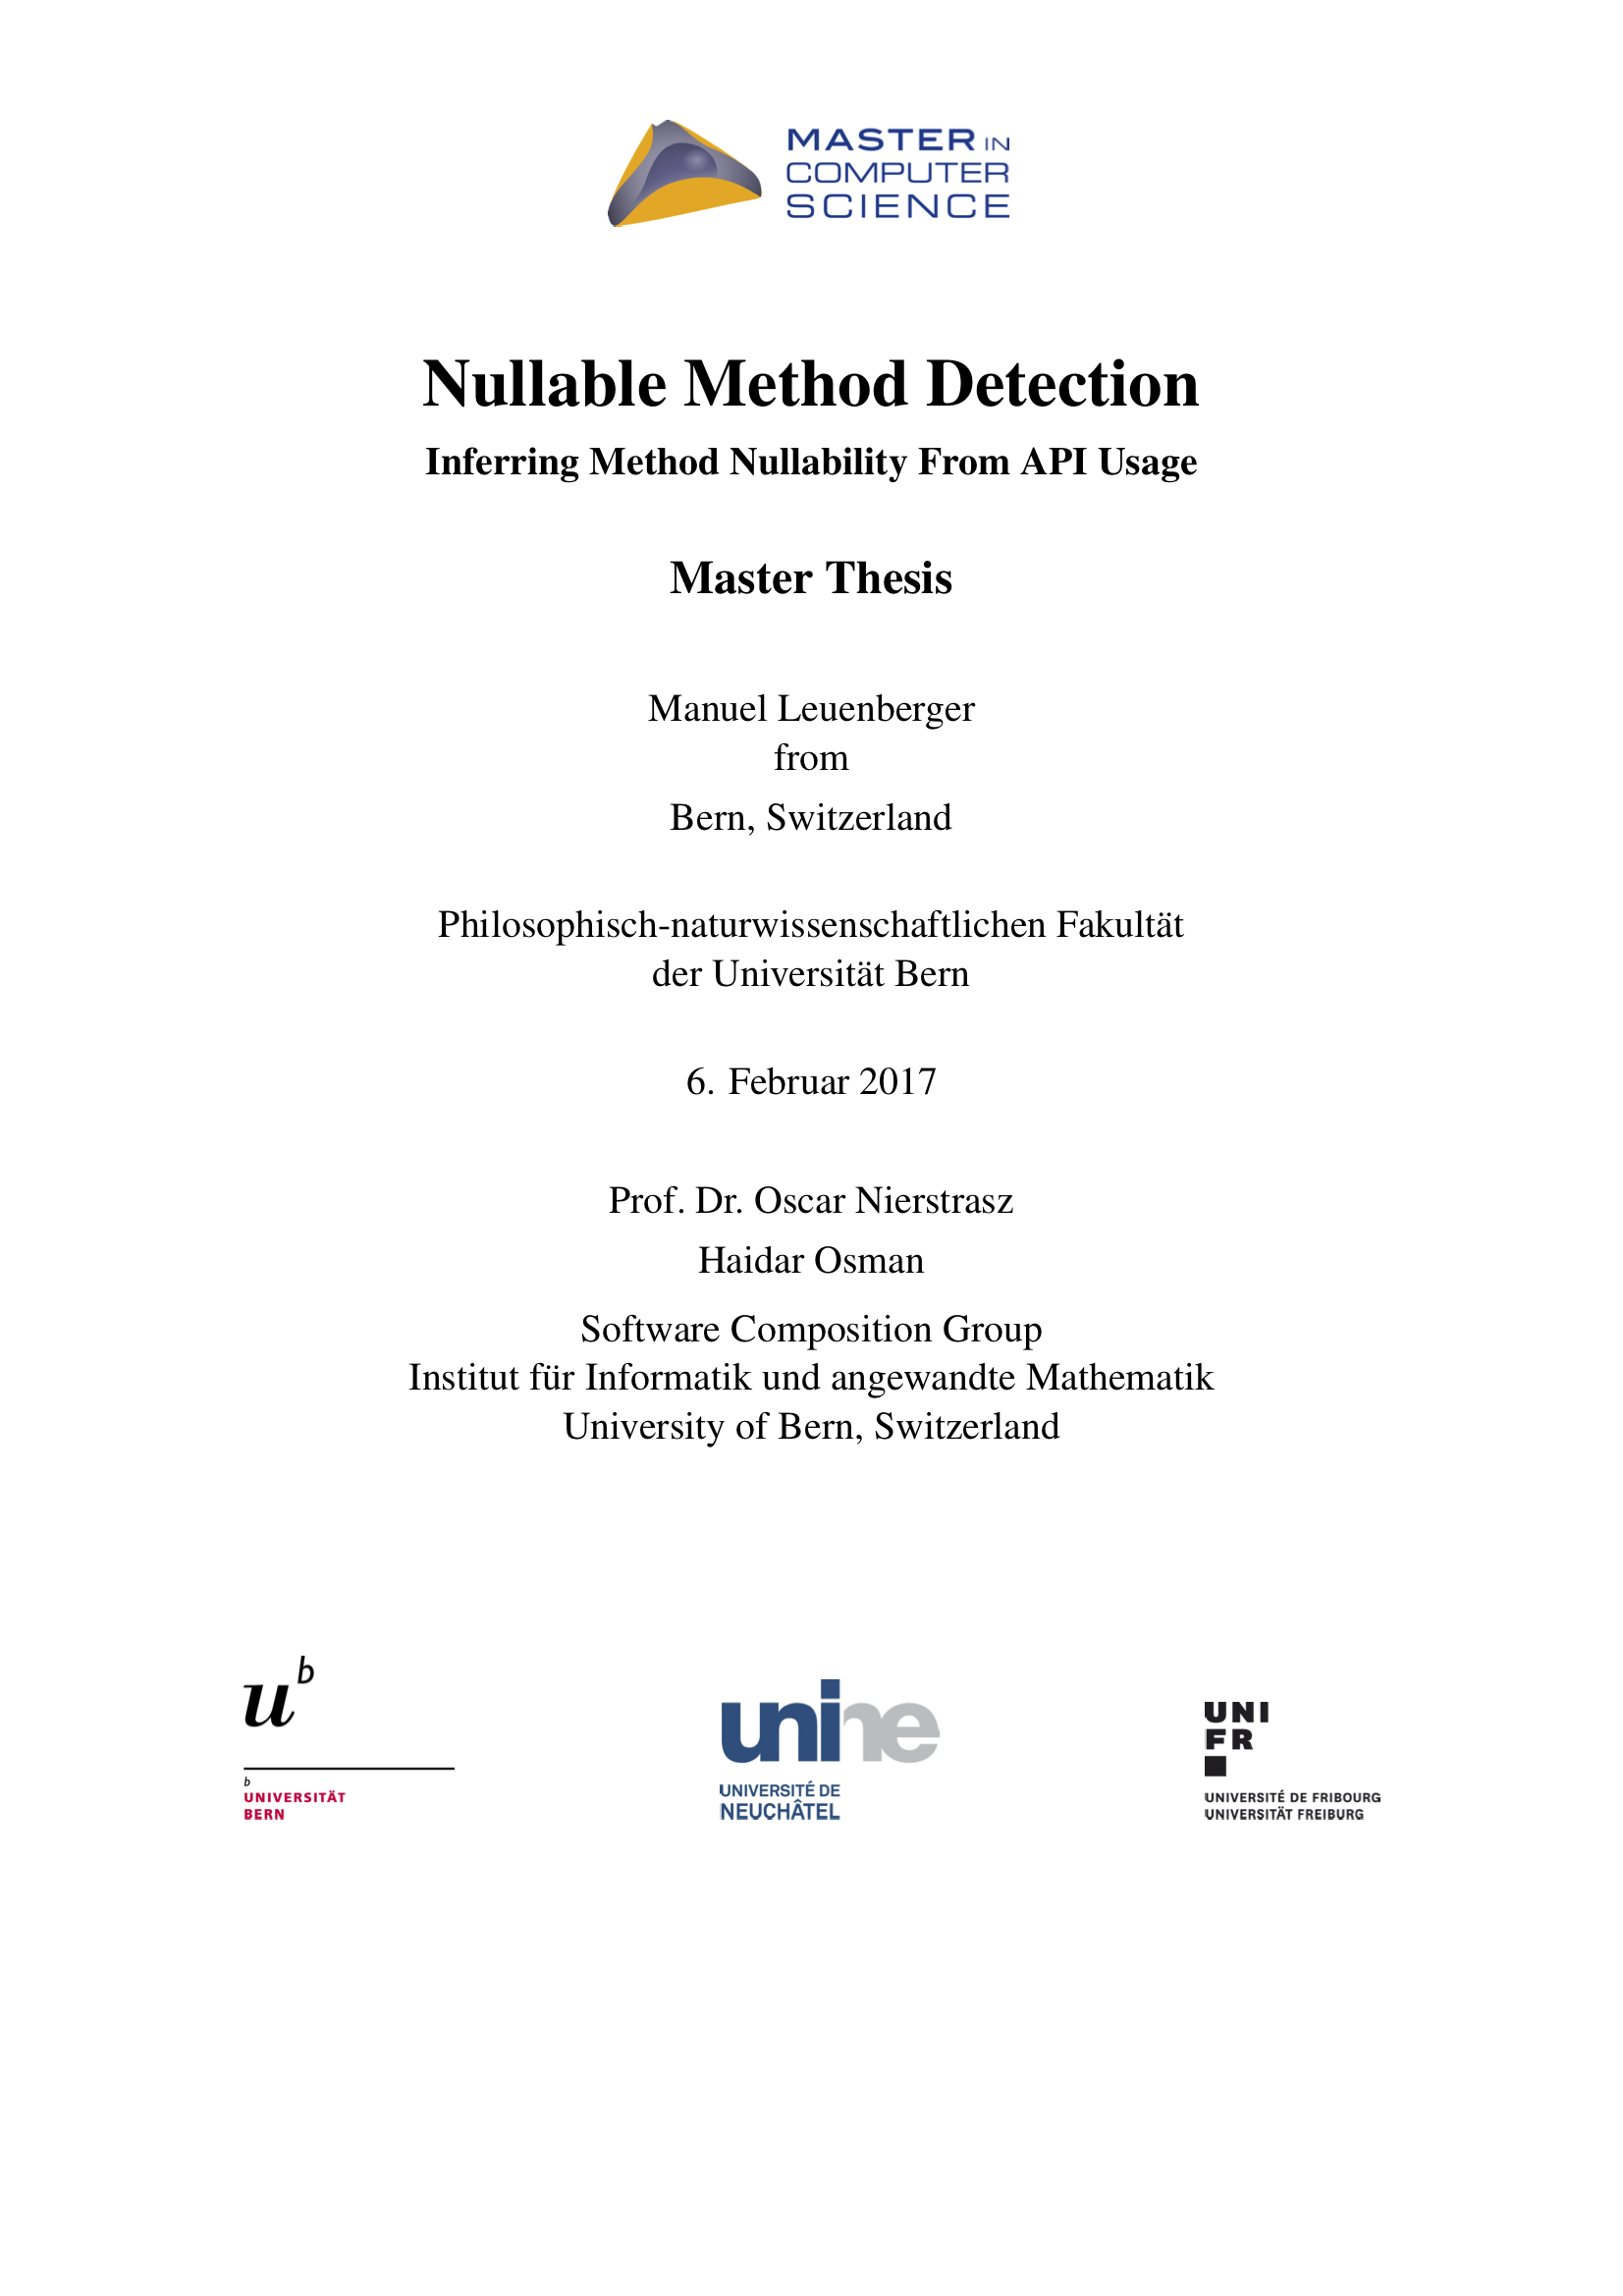 MASTER IN
COMPUTER
SCIENCE
Nullable Method Detection
Inferring Method Nullability From API Usage
Master Thesis
Manuel Leuenberger
from
Bern, Switzerland
Philosophisch-naturwissenschaftlichen Fakultät
der Universität Bern
6. Februar 2017
Prof. Dr. Oscar Nierstrasz
Haidar Osman
Software Composition Group
Institut für Informatik und angewandte Mathematik
University of Bern, Switzerland
u b
b
UNIVERSITÄT
BERN
unine
UNIVERSITÉ DE
NEUCHÂTEL
UNI
FR
UNIVERSITÉ DE FRIBOURG
UNIVERSITÄT FREIBURG